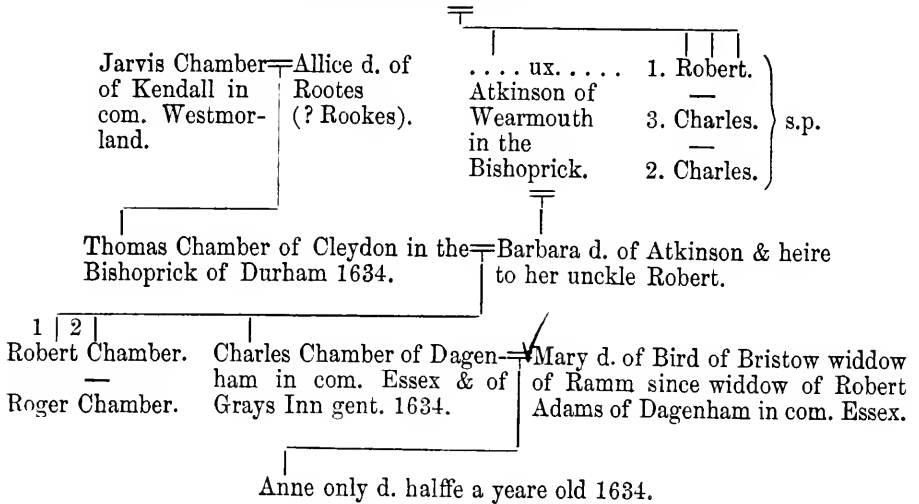 Jarvis Chamber
of Kendall in
com. Westmor-
land.
Allice d. of
Rootes
(? Rookes).
. . . . ux. . . . .
Atkinson of
Wearmouth
in the
Bishoprick.
1. Robert.
—
3. Charles.
—
2. Charles.
s.p.
Thomas Chamber of Cleydon in the
Bishoprick of Durham 1634.
Barbara d. of Atkinson & heire
to her unckle Robert.
1 2
Robert Chamber.
—
Roger Chamber.
Charles Chamber of Dagen-
ham in com. Essex & of
Grays Inn gent. 1634.
Mary d. of Bird of Bristow widdow
of Ramm since widdow of Robert
Adams of Dagenham in com. Essex.
Anne only d. halffe a yeare old 1634.